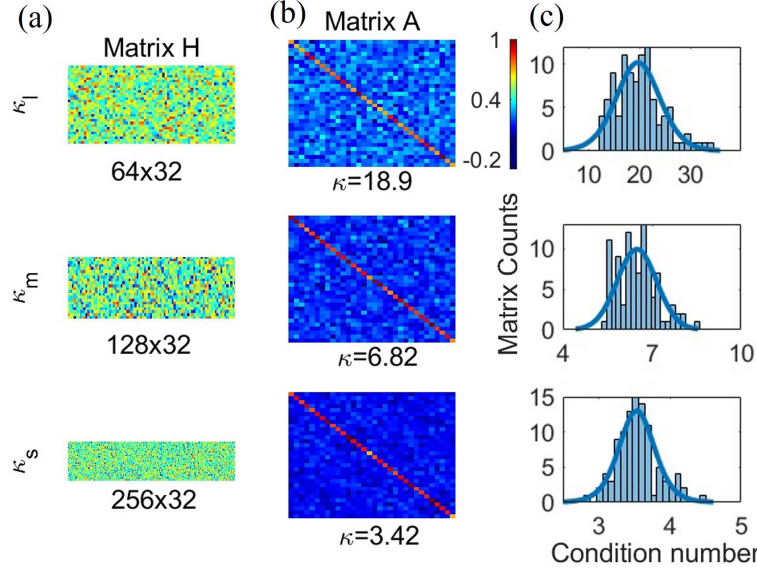 (a)
(b)
(c)
Matrix H
Matrix A
κl
64x32
κ=18.9
1
0.4
-0.2
10
5
0
10 20 30
κm
128x32
κ=6.82
Matrix Counts
10
5
0
4 7 10
κs
256x32
κ=3.42
15
10
5
0
3 4 5
Condition number